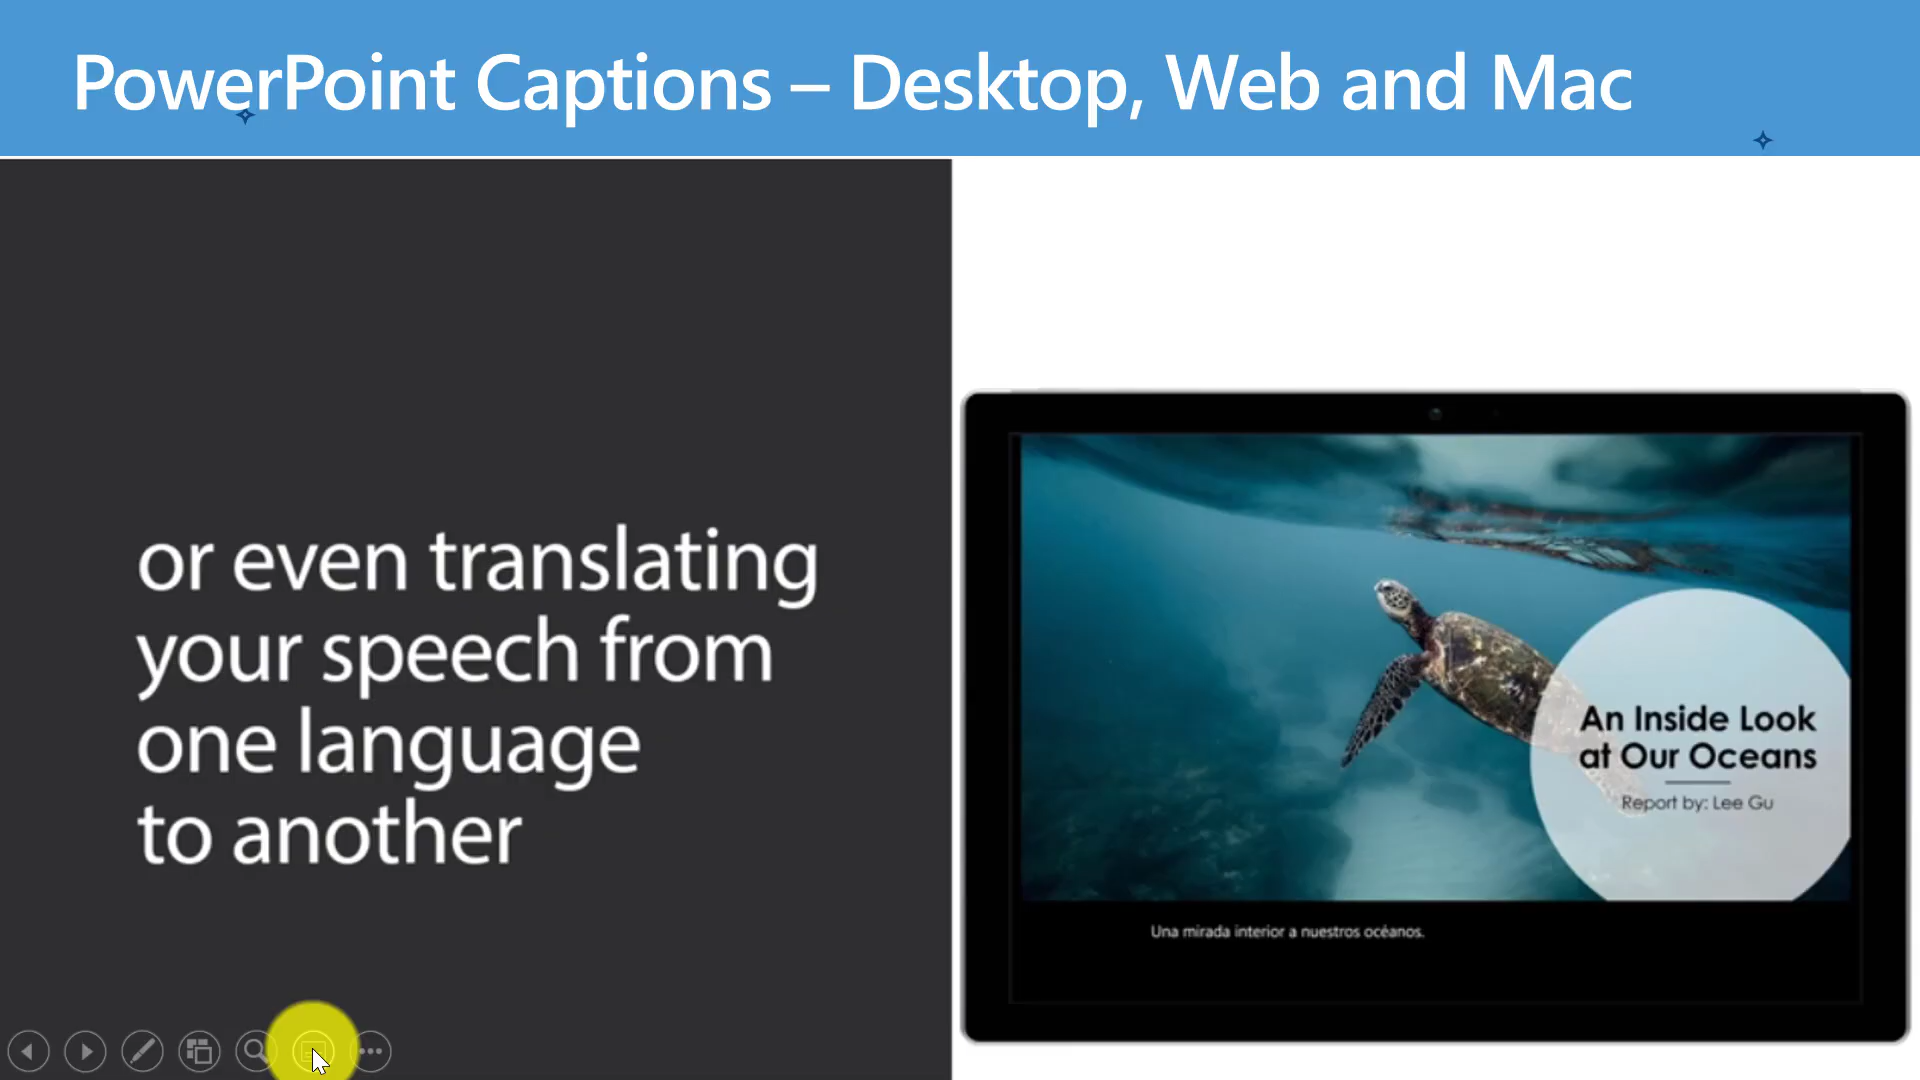 PowerPoint Captions – Desktop, Web and Mac
or even translating
your speech from
one language
to another
An Inside Look
at Our Oceans
Report by: Lee Gu
Una mirada interior a nuestros océanos.